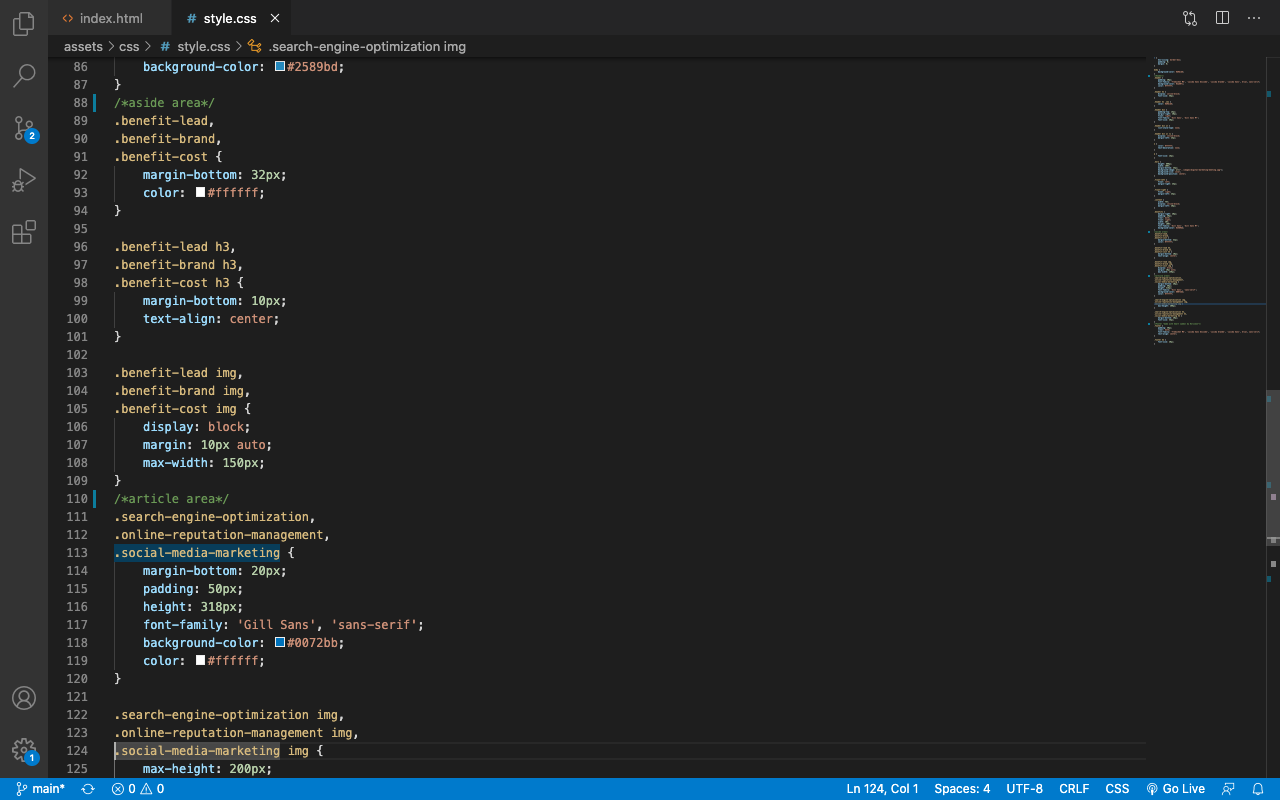 index.html
style.css
assets > css > # style.css > .search-engine-optimization img
86 background-color: #2589bd;
87 }
88 /*aside area*/
89 .benefit-lead,
90 .benefit-brand,
91 .benefit-cost {
92 margin-bottom: 32px;
93 color: #ffffff;
94 }
95
96 .benefit-lead h3,
97 .benefit-brand h3,
98 .benefit-cost h3 {
99 margin-bottom: 10px;
100 text-align: center;
101 }
102
103 .benefit-lead img,
104 .benefit-brand img,
105 .benefit-cost img {
106 display: block;
107 margin: 10px auto;
108 max-width: 150px;
109 }
110 /*article area*/
111 .search-engine-optimization,
112 .online-reputation-management,
113 .social-media-marketing {
114 margin-bottom: 20px;
115 padding: 50px;
116 height: 318px;
117 font-family: 'Gill Sans', 'sans-serif';
118 background-color: #0072bb;
119 color: #ffffff;
120 }
121
122 .search-engine-optimization img,
123 .online-reputation-management img,
124 .social-media-marketing img {
125 max-height: 200px;
2
1
main* 0 0 Ln 124, Col 1 Spaces: 4 UTF-8 CRLF CSS Go Live